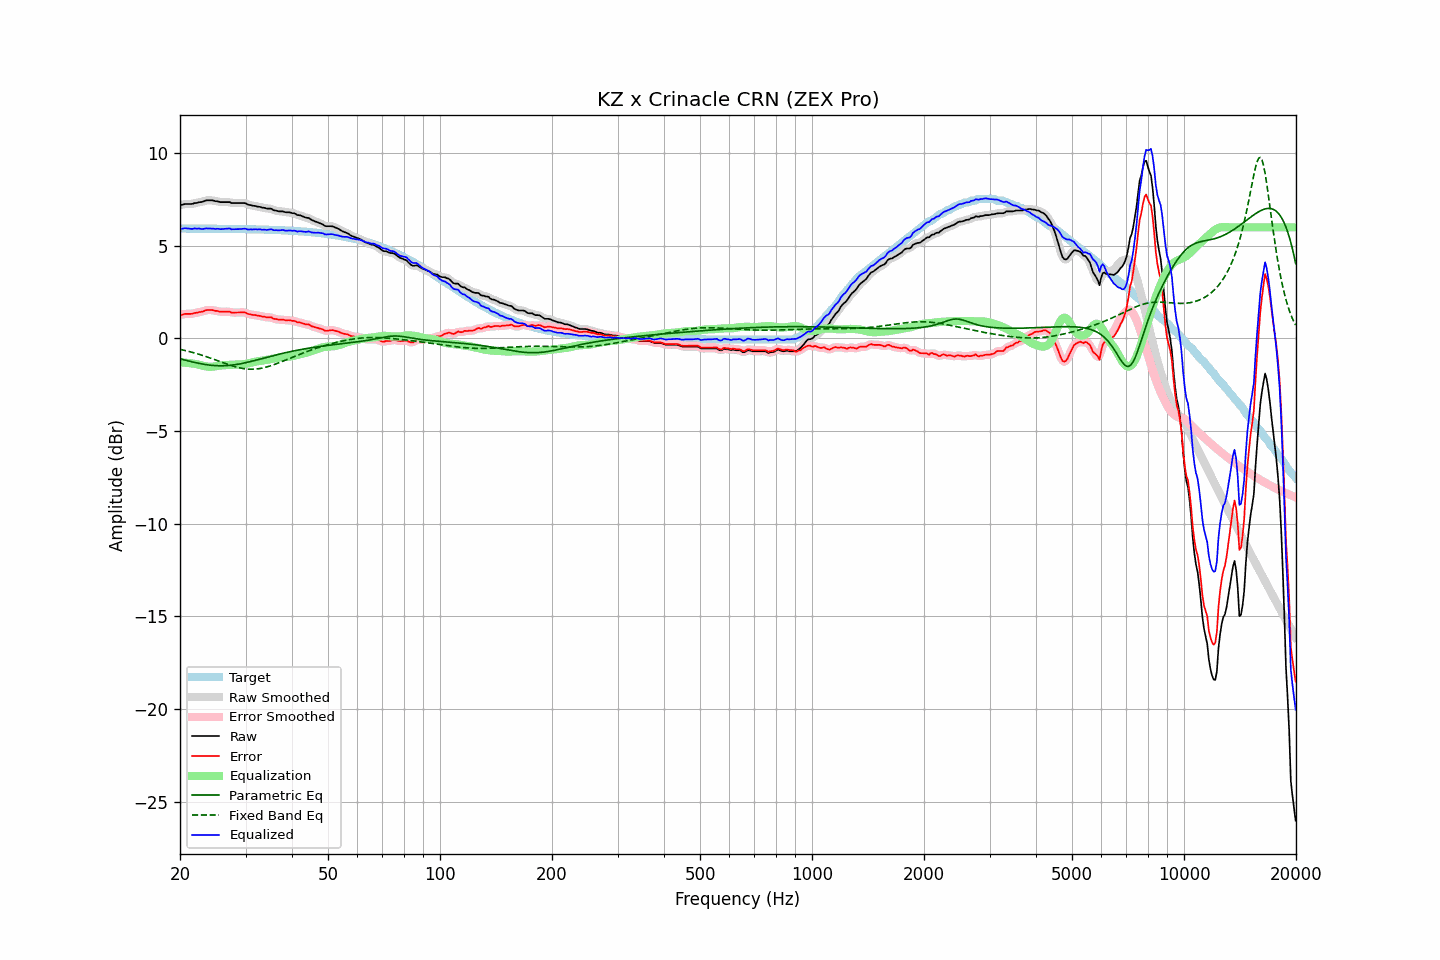 KZ x Crinacle CRN (ZEX Pro)
10
5
0
−5
−10
−15
−20
−25
Amplitude (dBr)
Target
Raw Smoothed
Error Smoothed
Raw
Error
Equalization
Parametric Eq
Fixed Band Eq
Equalized
20
50
100
200
500
1000
2000
5000
10000
20000
Frequency (Hz)